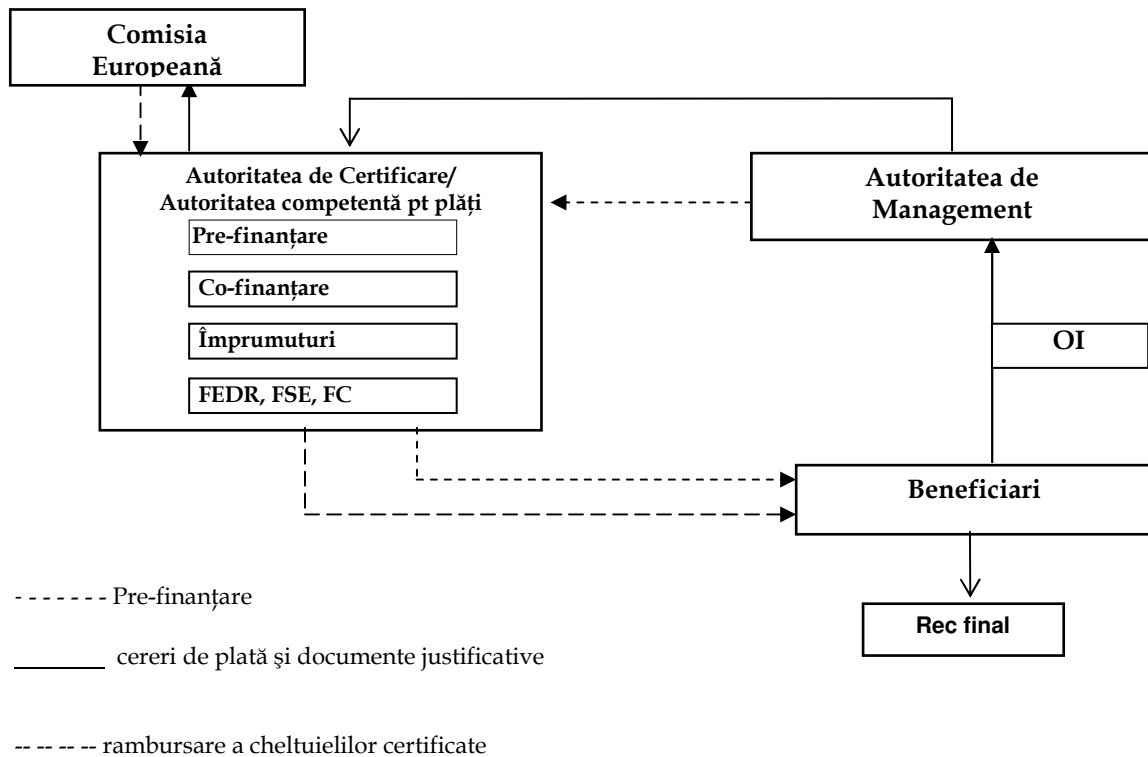 Comisia
Europeană
Autoritatea de Certificare/
Autoritatea competentă pt plăți
Pre-finanțare
Co-finanțare
Împrumuturi
FEDR, FSE, FC
Autoritatea de
Management
OI
Beneficiari
Rec final
- - - - - - - Pre-finanțare
________ cereri de plată şi documente justificative
-- -- -- -- rambursare a cheltuielilor certificate